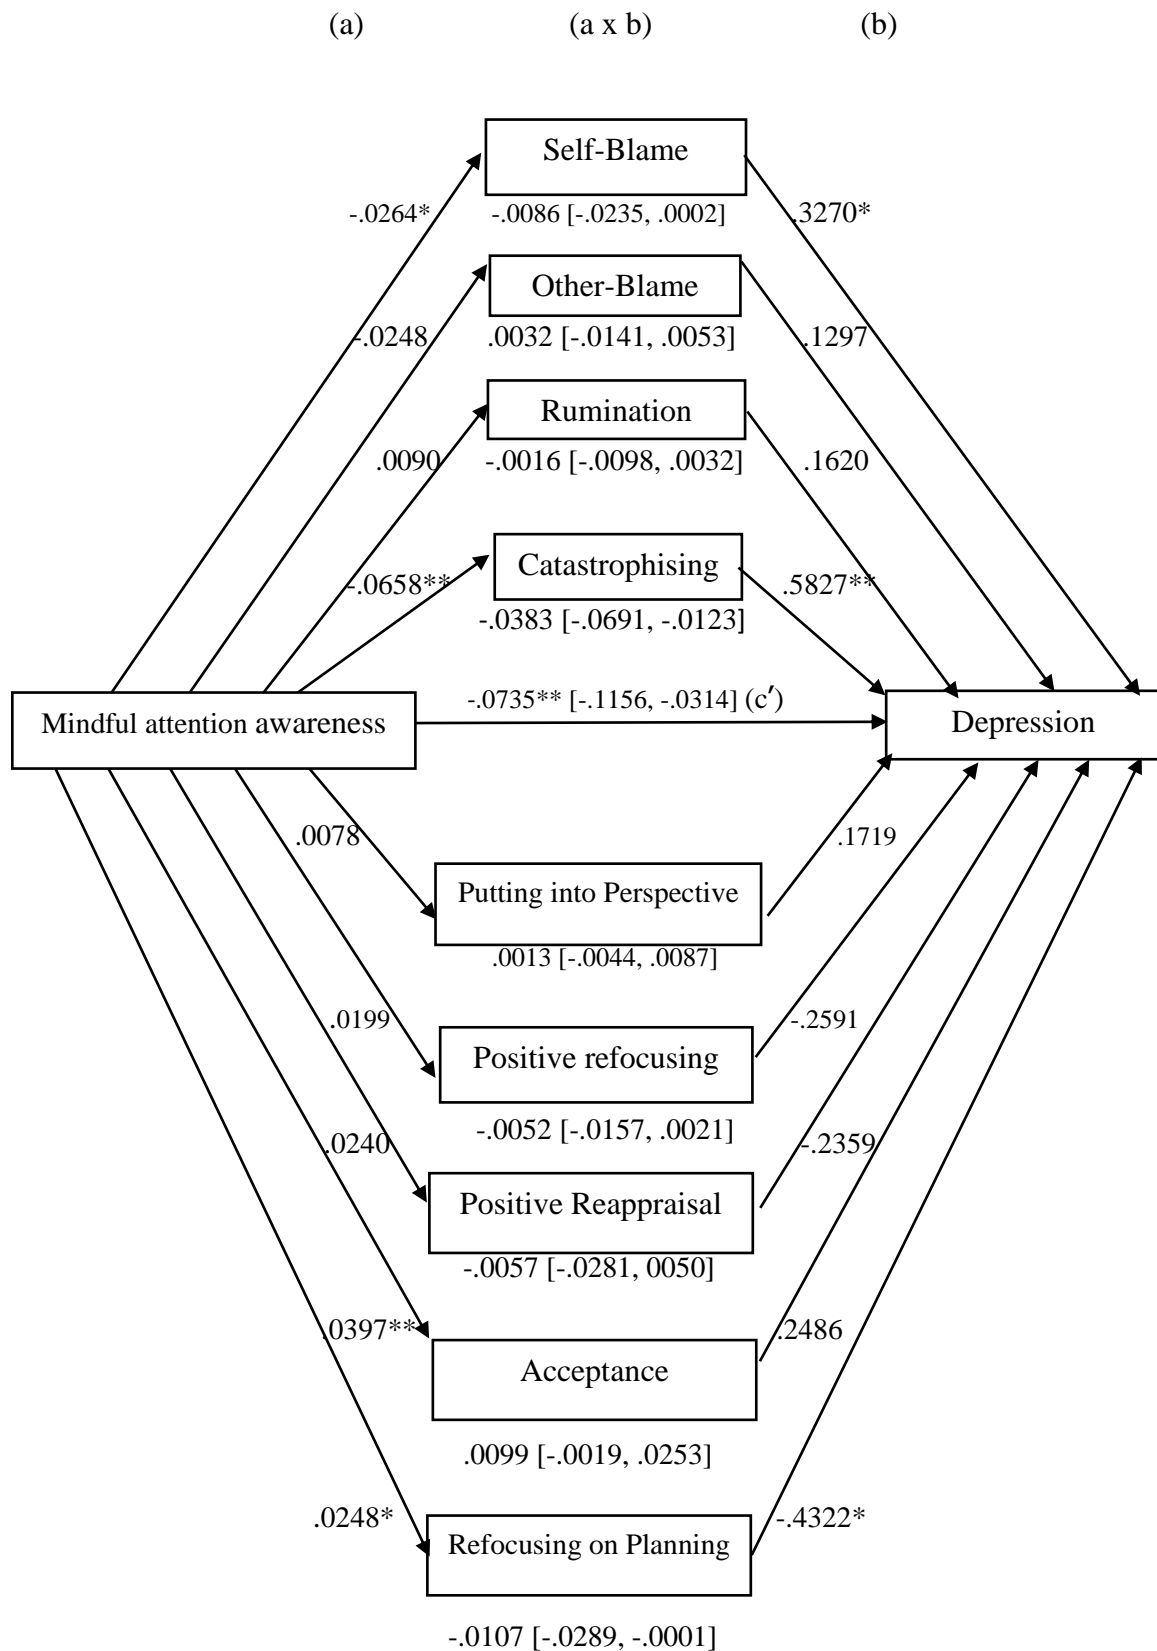 (a) (a x b) (b)
Self-Blame
-.0264* -.0086 [-.0235, .0002] .3270*
Other-Blame
-.0248 .0032 [-.0141, .0053] .1297
Rumination
.0090 -.0016 [-.0098, .0032] .1620
Catastrophising
-.0658** .5827**
-.0383 [-.0691, -.0123]
-.0735** [-.1156, -.0314] (c′)
Mindful attention awareness Depression
.0078 .1719
Putting into Perspective
.0013 [-.0044, .0087]
.0199 -.2591
Positive refocusing
-.0052 [-.0157, .0021]
.0240 -.2359
Positive Reappraisal
-.0057 [-.0281, 0050]
.0397** .2486
Acceptance
.0099 [-.0019, .0253]
.0248* -.4322*
Refocusing on Planning
-.0107 [-.0289, -.0001]